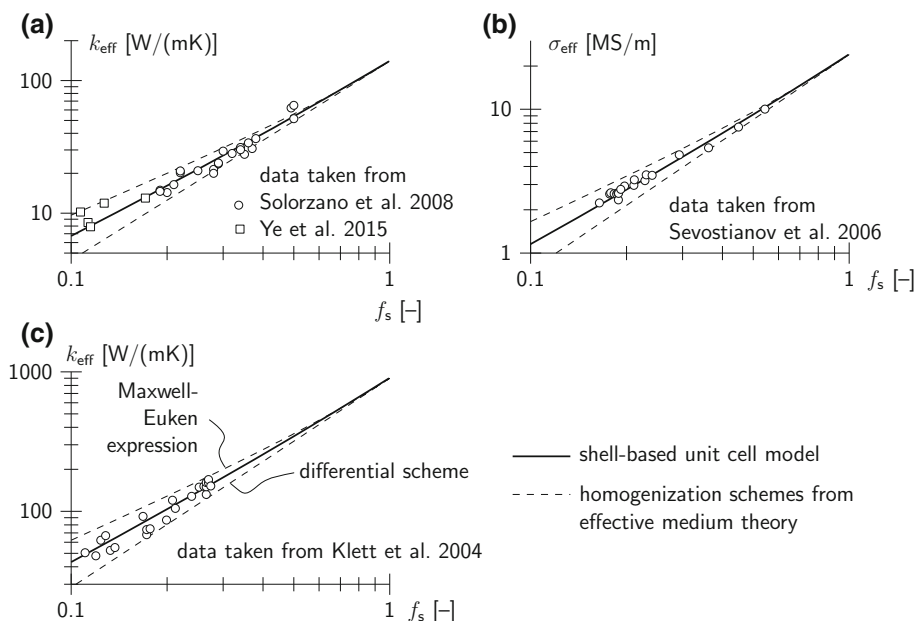 (a)
k_eff [W/(mK)]
100
10
0.1
1
f_s [–]
data taken from
Solorzano et al. 2008
Ye et al. 2015
(b)
σ_eff [MS/m]
10
1
0.1
1
f_s [–]
data taken from
Sevostianov et al. 2006
(c)
k_eff [W/(mK)]
1000
100
0.1
1
f_s [–]
Maxwell-
Euken
expression
differential scheme
data taken from Klett et al. 2004
shell-based unit cell model
homogenization schemes from
effective medium theory